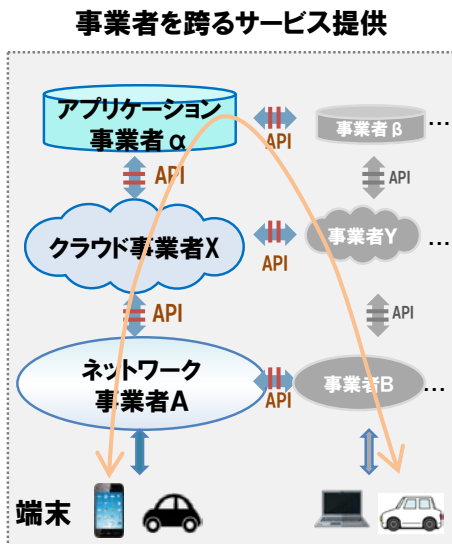 事業者を跨るサービス提供
アプリケーション
事業者α
API
事業者β
...
API
API
クラウド事業者X
API
事業者Y
...
API
API
ネットワーク
事業者A
API
事業者B
...
端末